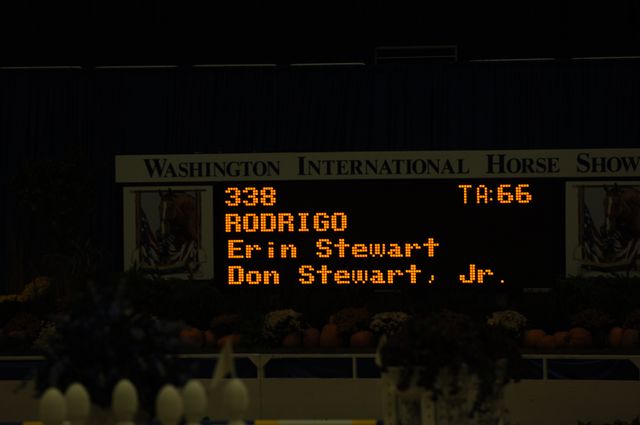 WASHINGTON INTERNATIONAL HORSE SHOW
338 TA:66
RODRIGO
Erin Stewart
Don Stewart, Jr.